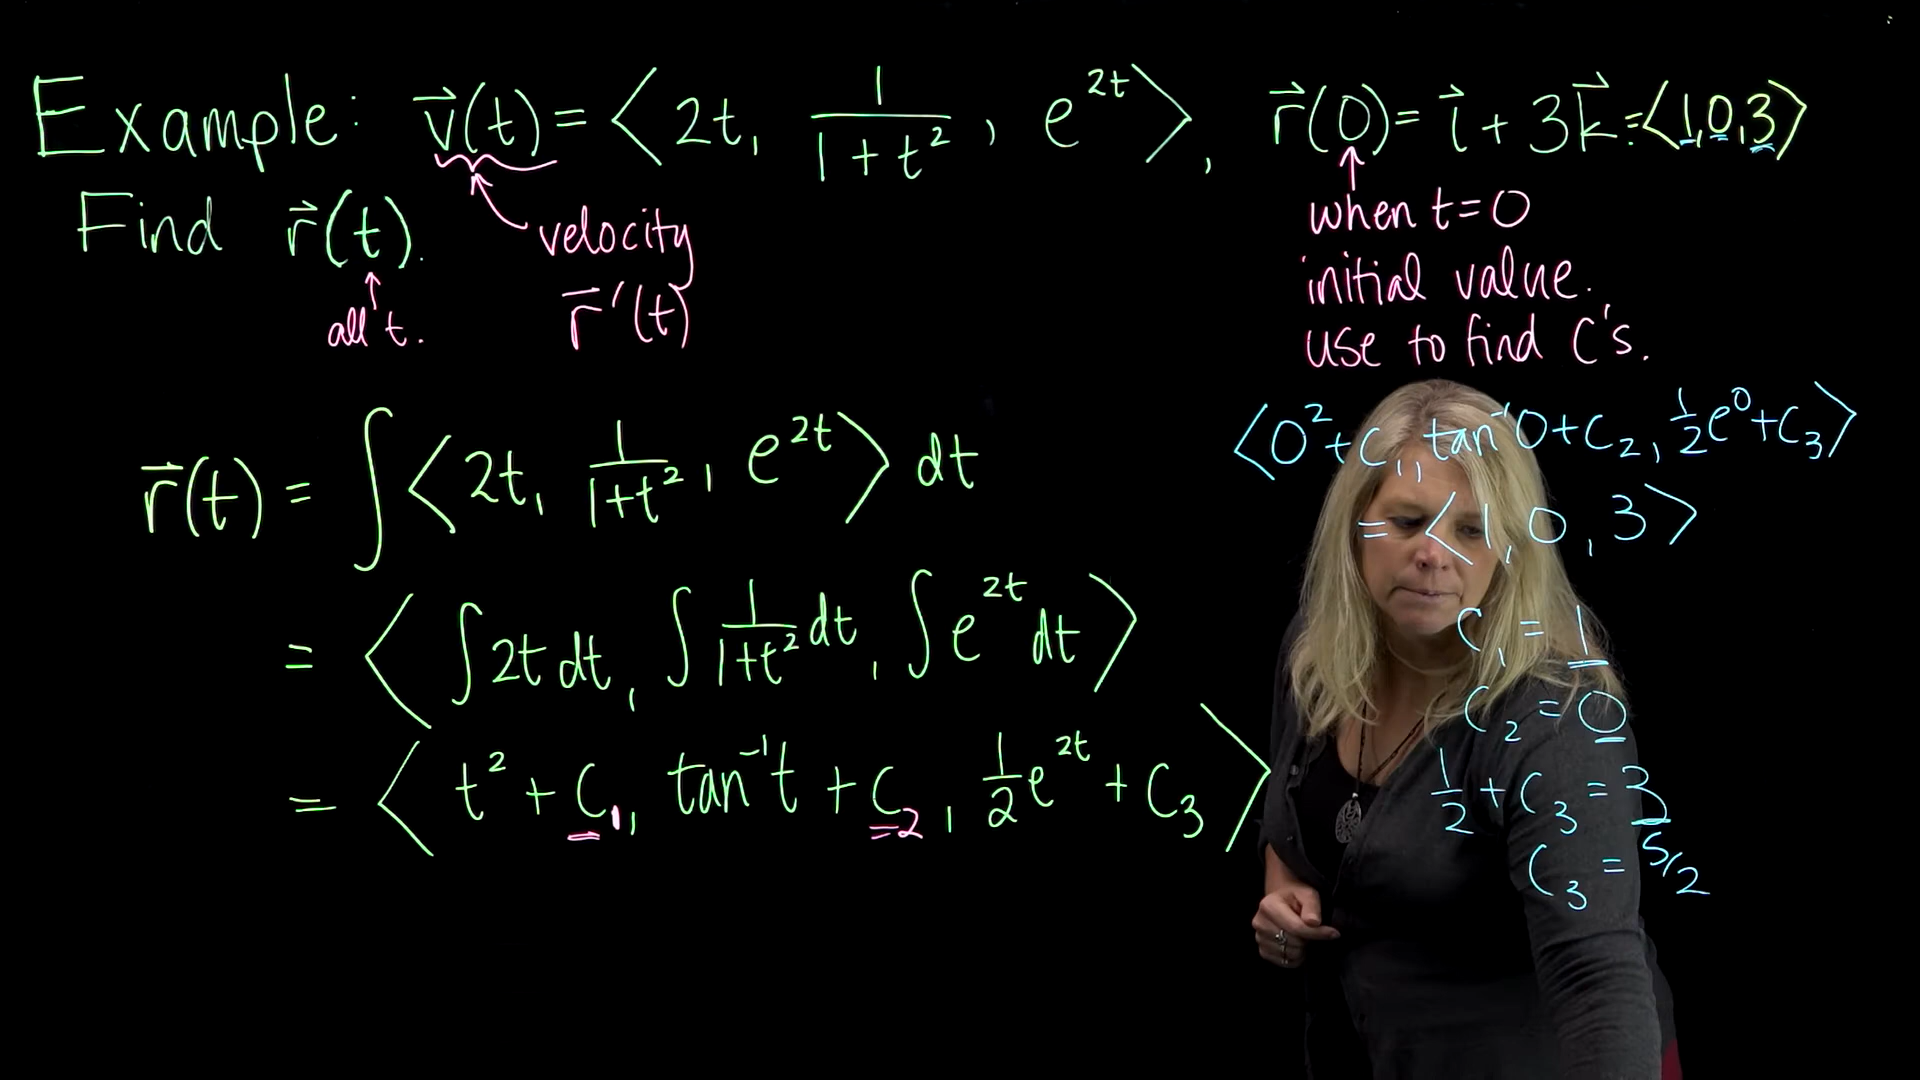 Example: v⃗(t) = ⟨2t, 1/(1+t²), e^(2t)⟩, r⃗(0) = i⃗ + 3k⃗ = ⟨1,0,3⟩
Find r⃗(t).
all t.
velocity
r⃗'(t)
when t=0
initial value.
use to find C's.
r⃗(t) = ∫⟨2t, 1/(1+t²), e^(2t)⟩ dt
= ⟨∫2t dt, ∫1/(1+t²) dt, ∫e^(2t) dt⟩
= ⟨t² + C₁, tan⁻¹t + C₂, ½e^(2t) + C₃⟩
⟨0²+C₁, tan⁻¹0+C₂, ½e⁰+C₃⟩
= ⟨1, 0, 3⟩
C₁ = 1
C₂ = 0
½ + C₃ = 3
C₃ = 5/2